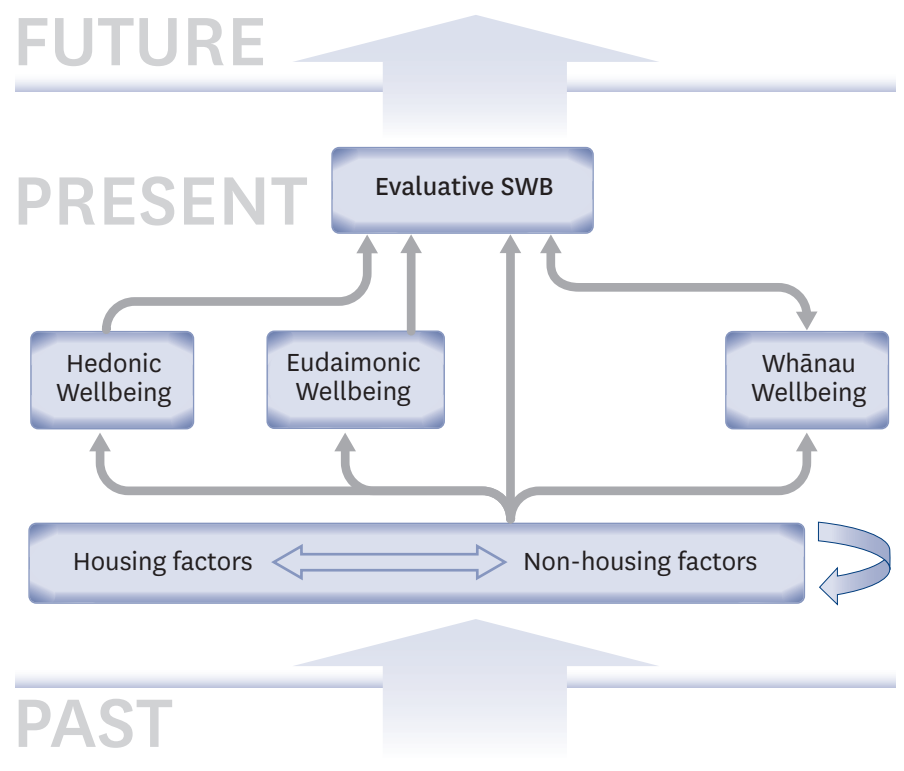 FUTURE
PRESENT
Evaluative SWB
Hedonic
Wellbeing
Eudaimonic
Wellbeing
Whānau
Wellbeing
Housing factors
Non-housing factors
PAST